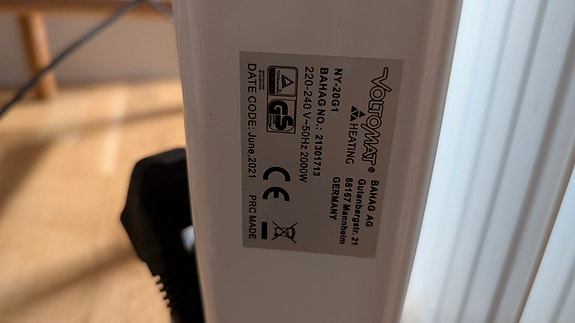 VOLTOMAT®
HEATING
BAHAG AG
Gutenbergstr. 21
68167 Mannheim
GERMANY
NY-20G1
BAHAG NO.: 21301713
220-240 V~50Hz 2000W
GS
CE
DATE CODE: June,2021
PRC MADE